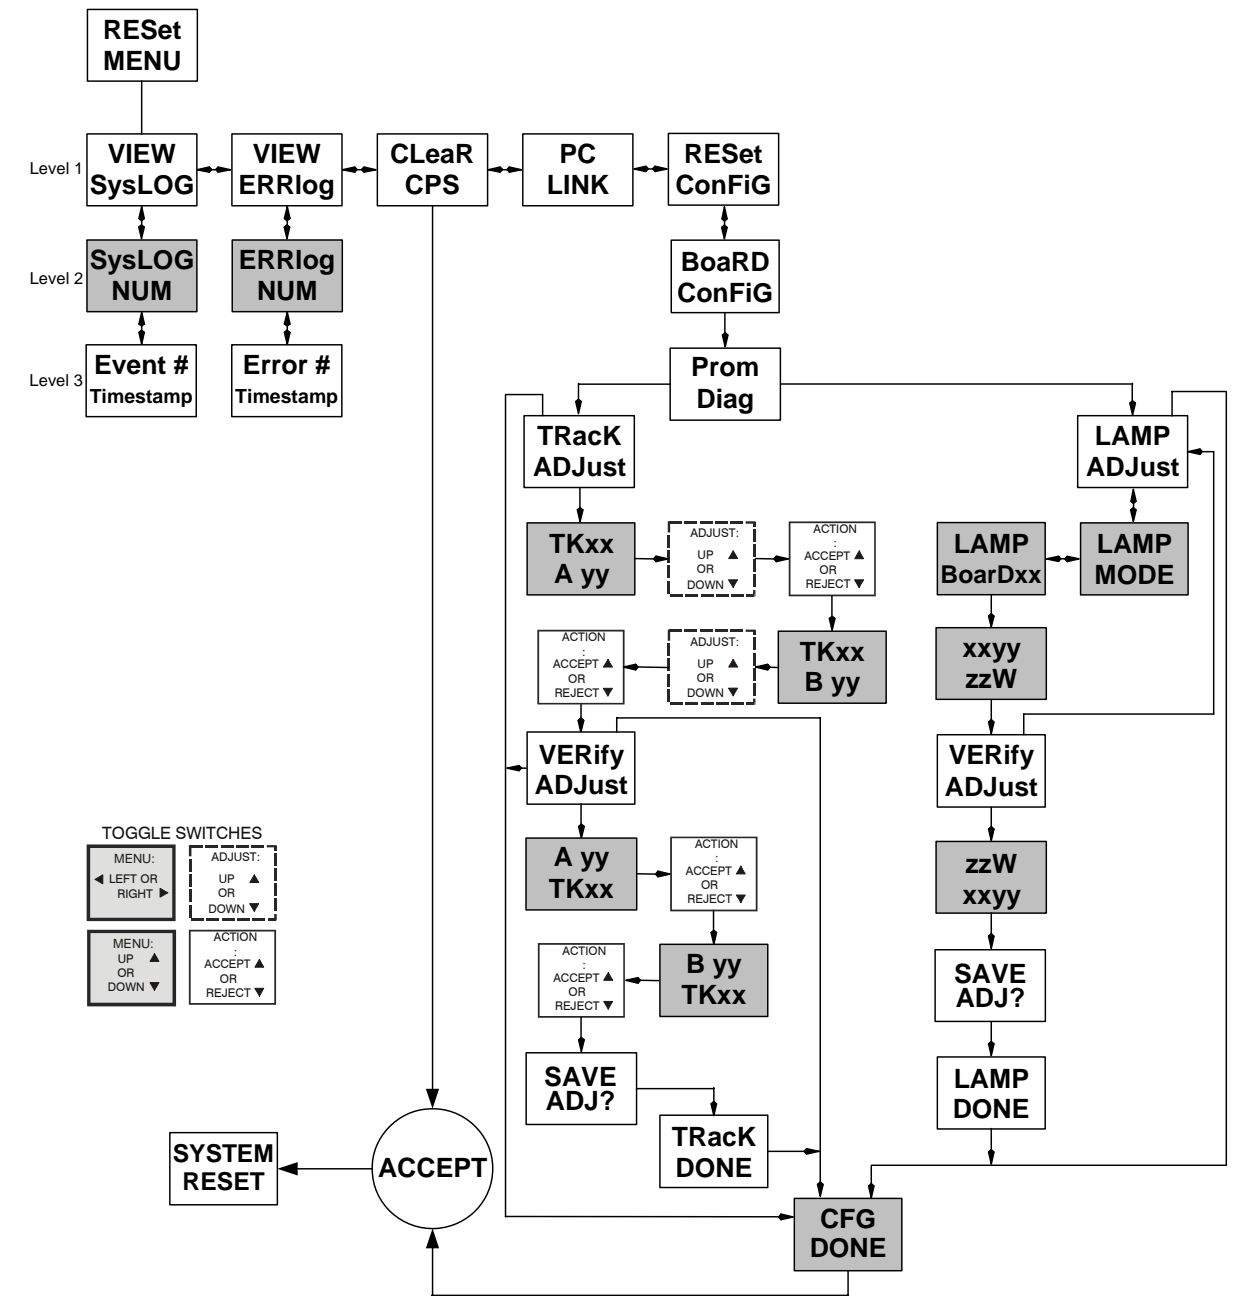 RESet
MENU
Level 1
VIEW
SysLOG
VIEW
ERRlog
CLeaR
CPS
PC
LINK
RESet
ConFiG
Level 2
SysLOG
NUM
ERRlog
NUM
BoaRD
ConFiG
Level 3
Event #
Timestamp
Error #
Timestamp
Prom
Diag
TRacK
ADJust
LAMP
ADJust
TKxx
A yy
ADJUST:
UP ▲
OR
DOWN ▼
ACTION
:
ACCEPT ▲
OR
REJECT ▼
LAMP
BoarDxx
LAMP
MODE
ACTION
:
ACCEPT ▲
OR
REJECT ▼
ADJUST:
UP ▲
OR
DOWN ▼
TKxx
B yy
xxyy
zzW
VERify
ADJust
VERify
ADJust
TOGGLE SWITCHES
MENU:
◀ LEFT OR
RIGHT ▶
ADJUST:
UP ▲
OR
DOWN ▼
MENU:
UP ▲
OR
DOWN ▼
ACTION
:
ACCEPT ▲
OR
REJECT ▼
A yy
TKxx
ACTION
:
ACCEPT ▲
OR
REJECT ▼
zzW
xxyy
ACTION
:
ACCEPT ▲
OR
REJECT ▼
B yy
TKxx
SAVE
ADJ?
SAVE
ADJ?
LAMP
DONE
TRacK
DONE
SYSTEM
RESET
ACCEPT
CFG
DONE